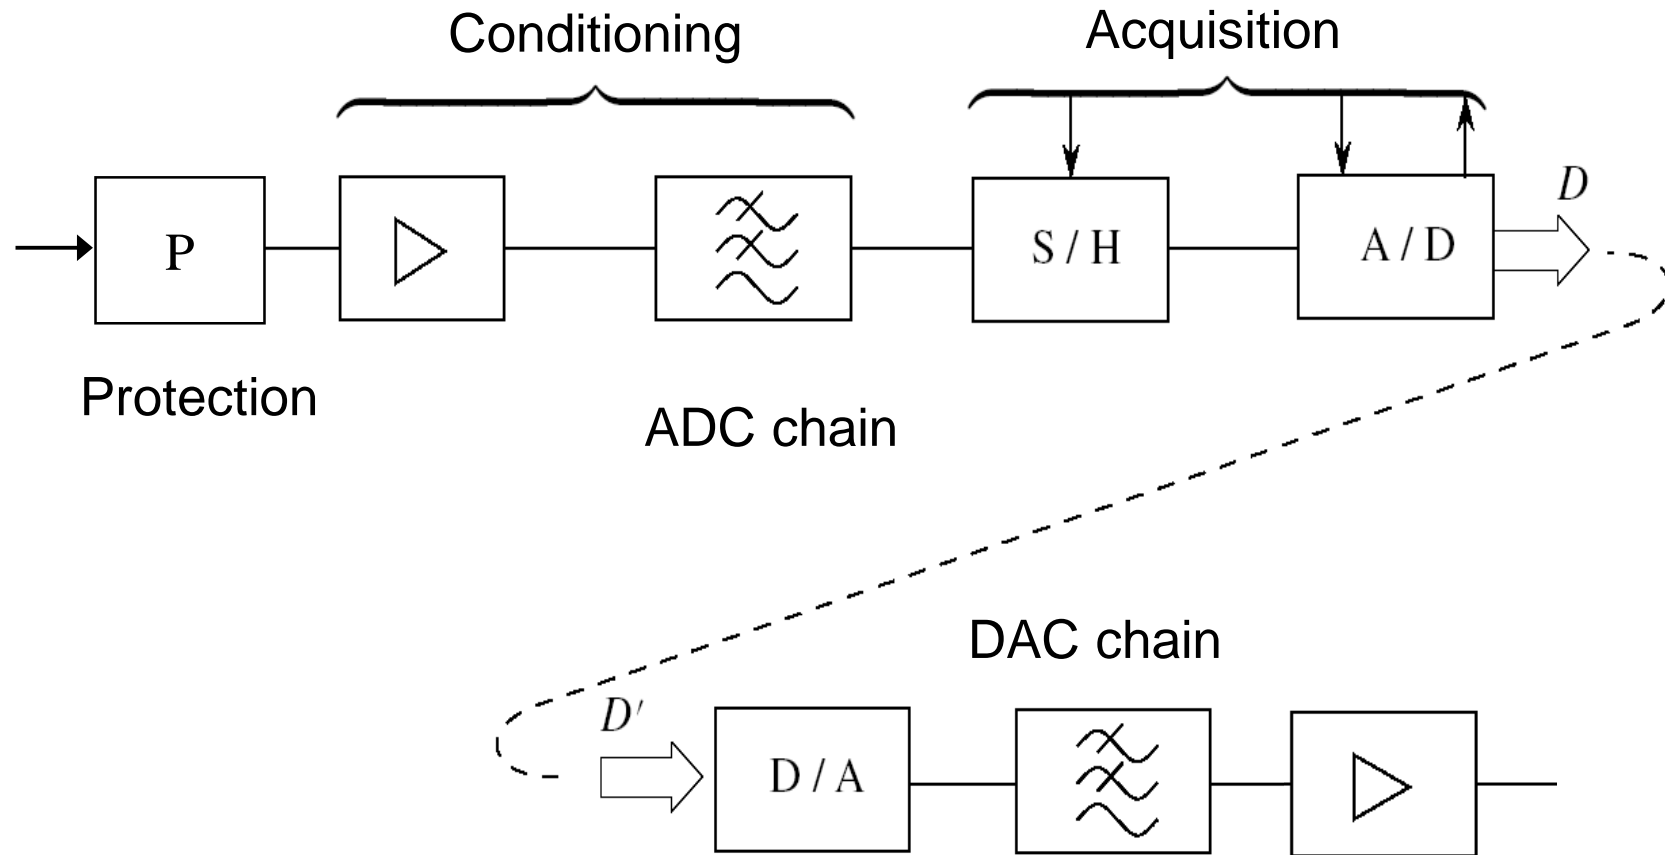 Conditioning
Acquisition
P
S / H
A / D
D
Protection
ADC chain
DAC chain
D′
D / A